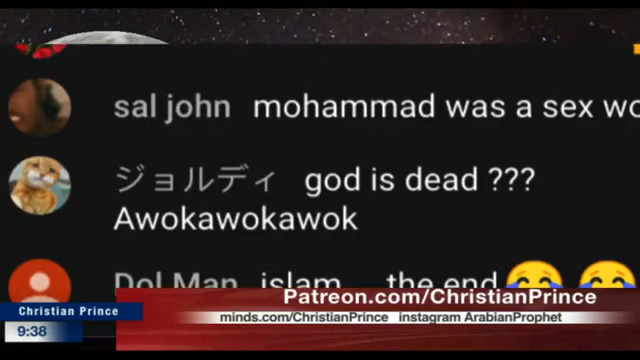 sal john mohammad was a sex
ジョルディ god is dead ???
Awokawokawok
Dol Man islam... the end 😂 😂
Patreon.com/ChristianPrince
Christian Prince
minds.com/ChristianPrince instagram ArabianProphet
9:38